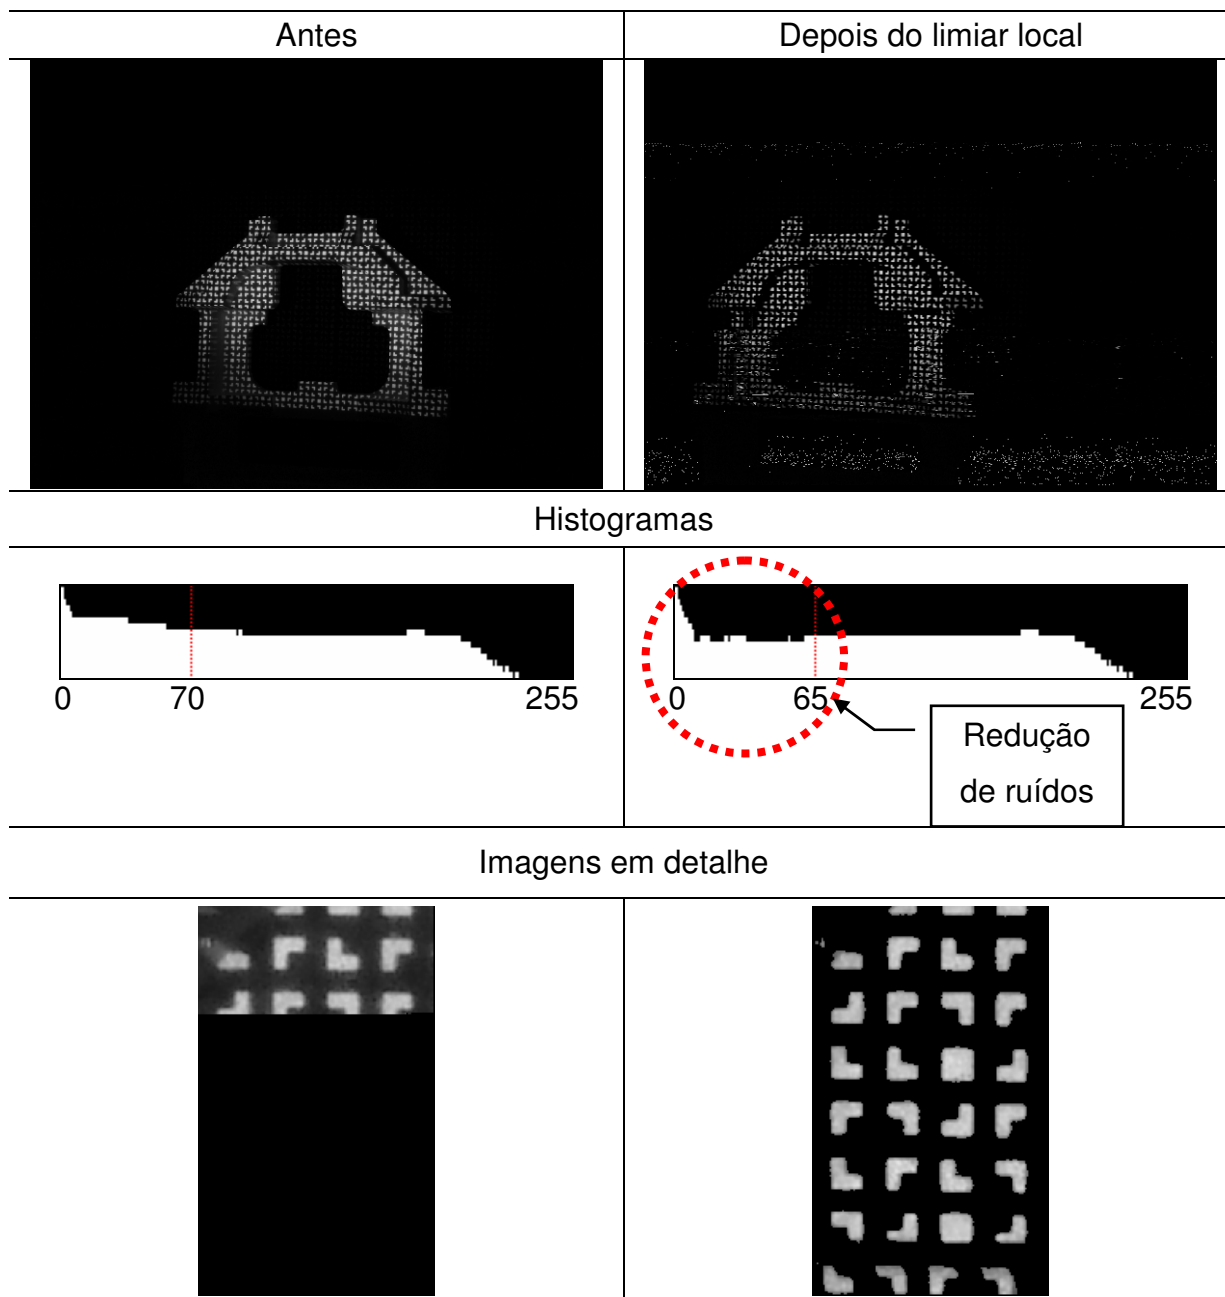 Antes
Depois do limiar local
Histogramas
0 70 255
0 65 255
Redução
de ruídos
Imagens em detalhe